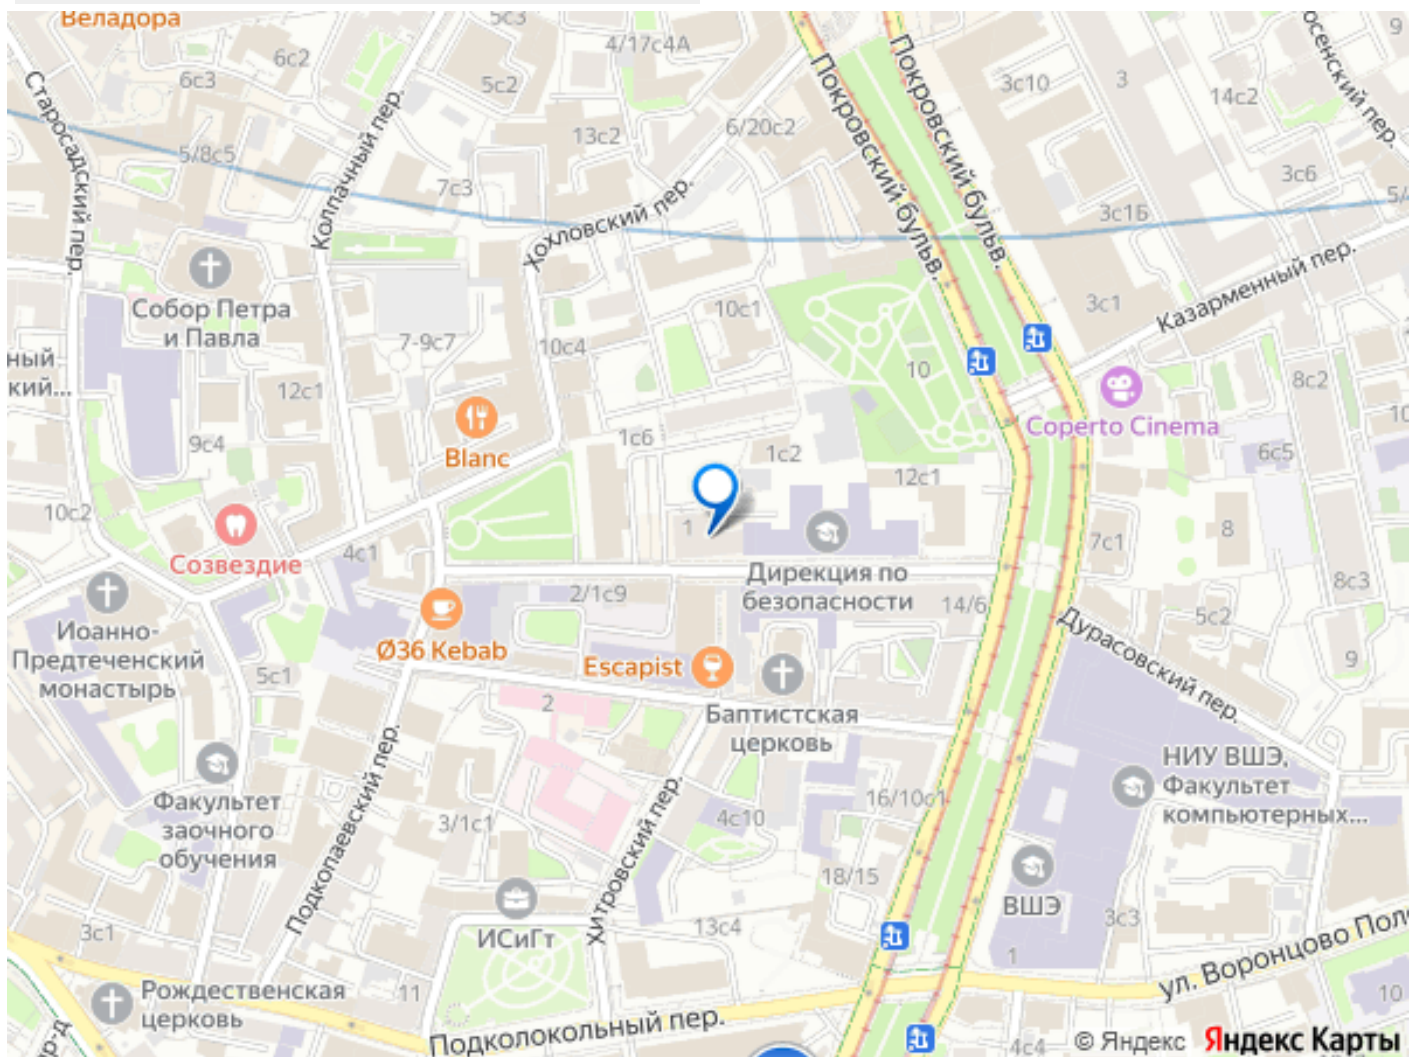 Веладора
5с3
4/17с4А
6с2
6с3
5с2
3с10
3
14с2
9
Старосадский пер.
Колпачный пер.
Покровский бульв.
Покровский бульв.
13с2
6/20с2
5/8с5
7с3
Хохловский пер.
3с6
3с1Б
5/4
Казарменный пер.
Собор Петра
и Павла
10с1
3с1
7-9с7
10с4
ный
кий...
12с1
10
8с2
10
Coperto Cinema
Blanc
9с4
1с6
1с2
12с1
6с5
10с2
Созвездие
4с1
1
7с1
8
8с3
Дирекция по
безопасности
2/1с9
14/6
5с2
Дурасовский пер.
Иоанно-
Предтеченский
монастырь
Ø36 Kebab
Escapist
9
5с1
2
Баптистская
церковь
НИУ ВШЭ,
Факультет
компьютерных...
Подкопаевский пер.
Хитровский пер.
Факультет
заочного
обучения
3/1с1
4с10
16/10с1
18/15
ВШЭ
3с3
3с1
ИСиГт
13с4
1
ул. Воронцово Поле
Рождественская
церковь
11
10
Подколокольный пер.
4с4
© Яндекс Яндекс Карты